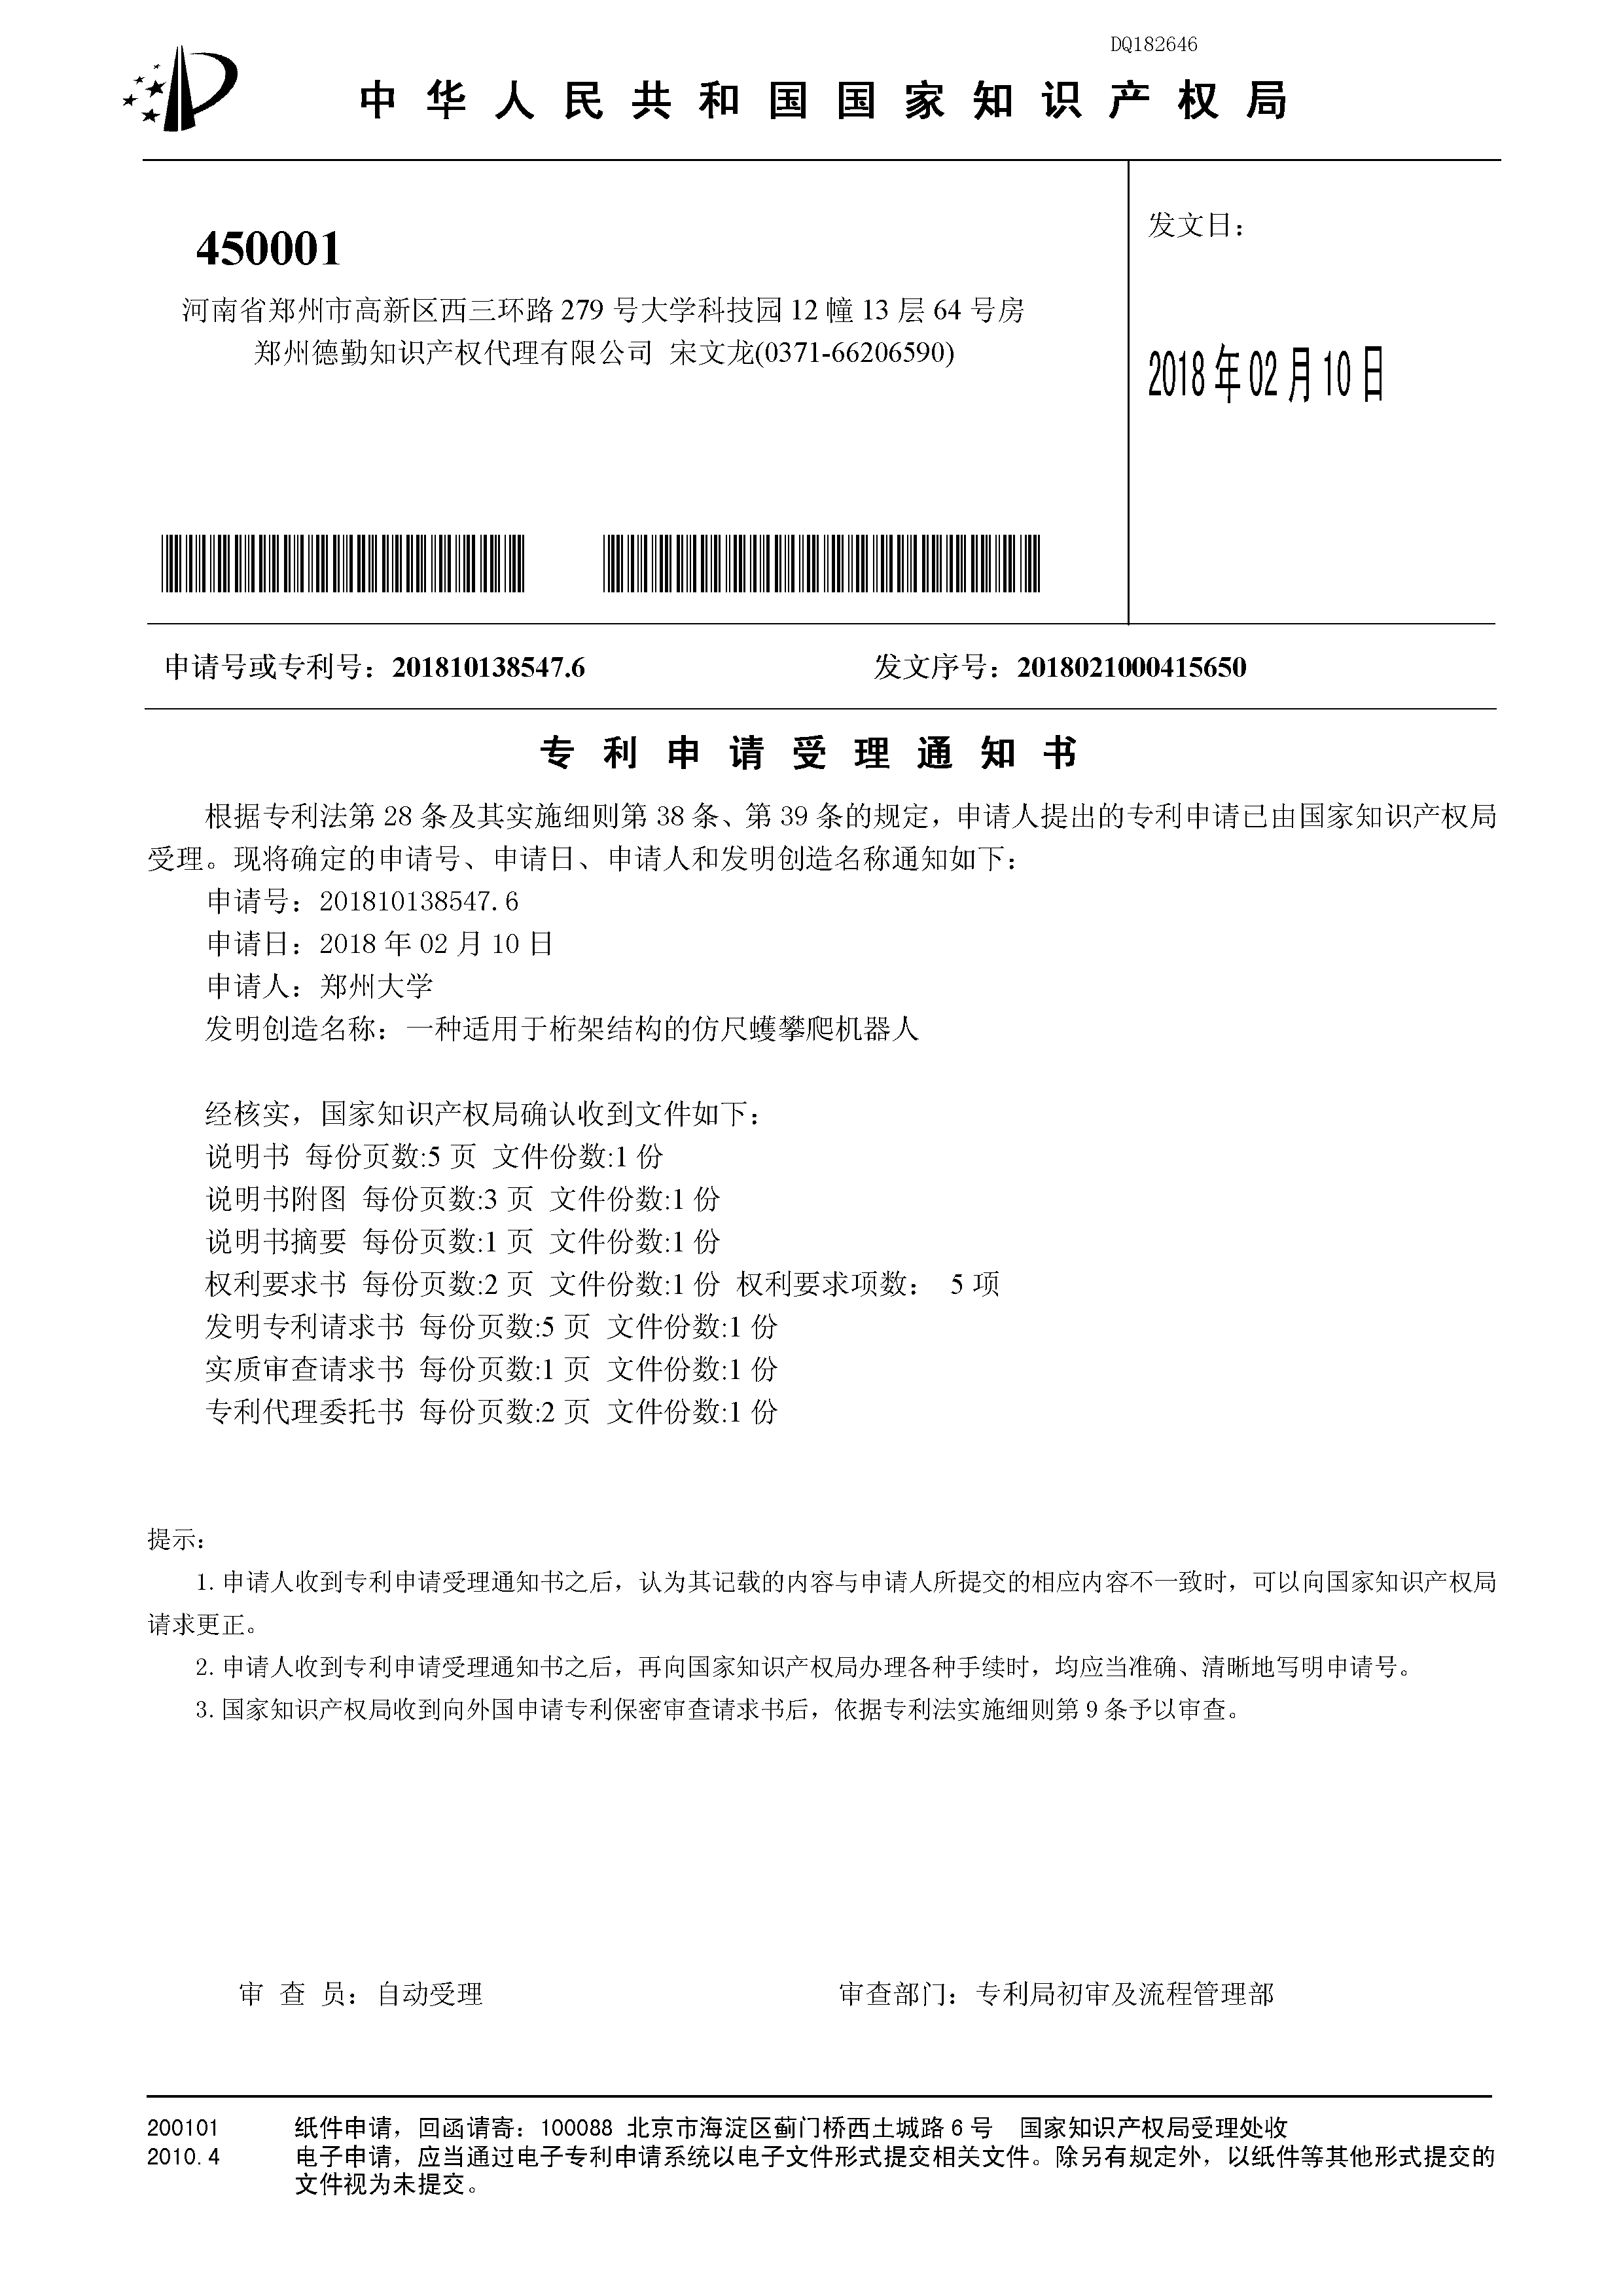 DQ182646
中华人民共和国国家知识产权局
450001
发文日：
河南省郑州市高新区西三环路 279 号大学科技园 12 幢 13 层 64 号房
郑州德勤知识产权代理有限公司 宋文龙(0371-66206590)
2018 年 02 月 10 日
申请号或专利号：201810138547.6 发文序号：2018021000415650
专利申请受理通知书
根据专利法第 28 条及其实施细则第 38 条、第 39 条的规定，申请人提出的专利申请已由国家知识产权局
受理。现将确定的申请号、申请日、申请人和发明创造名称通知如下：
申请号：201810138547.6
申请日：2018 年 02 月 10 日
申请人：郑州大学
发明创造名称：一种适用于桁架结构的仿尺蠖攀爬机器人
经核实，国家知识产权局确认收到文件如下：
说明书 每份页数:5 页 文件份数:1 份
说明书附图 每份页数:3 页 文件份数:1 份
说明书摘要 每份页数:1 页 文件份数:1 份
权利要求书 每份页数:2 页 文件份数:1 份 权利要求项数： 5 项
发明专利请求书 每份页数:5 页 文件份数:1 份
实质审查请求书 每份页数:1 页 文件份数:1 份
专利代理委托书 每份页数:2 页 文件份数:1 份
提示：
1.申请人收到专利申请受理通知书之后，认为其记载的内容与申请人所提交的相应内容不一致时，可以向国家知识产权局
请求更正。
2.申请人收到专利申请受理通知书之后，再向国家知识产权局办理各种手续时，均应当准确、清晰地写明申请号。
3.国家知识产权局收到向外国申请专利保密审查请求书后，依据专利法实施细则第 9 条予以审查。
审 查 员：自动受理 审查部门：专利局初审及流程管理部
200101 纸件申请，回函请寄：100088 北京市海淀区蓟门桥西土城路 6 号 国家知识产权局受理处收
2010.4 电子申请，应当通过电子专利申请系统以电子文件形式提交相关文件。除另有规定外，以纸件等其他形式提交的
文件视为未提交。